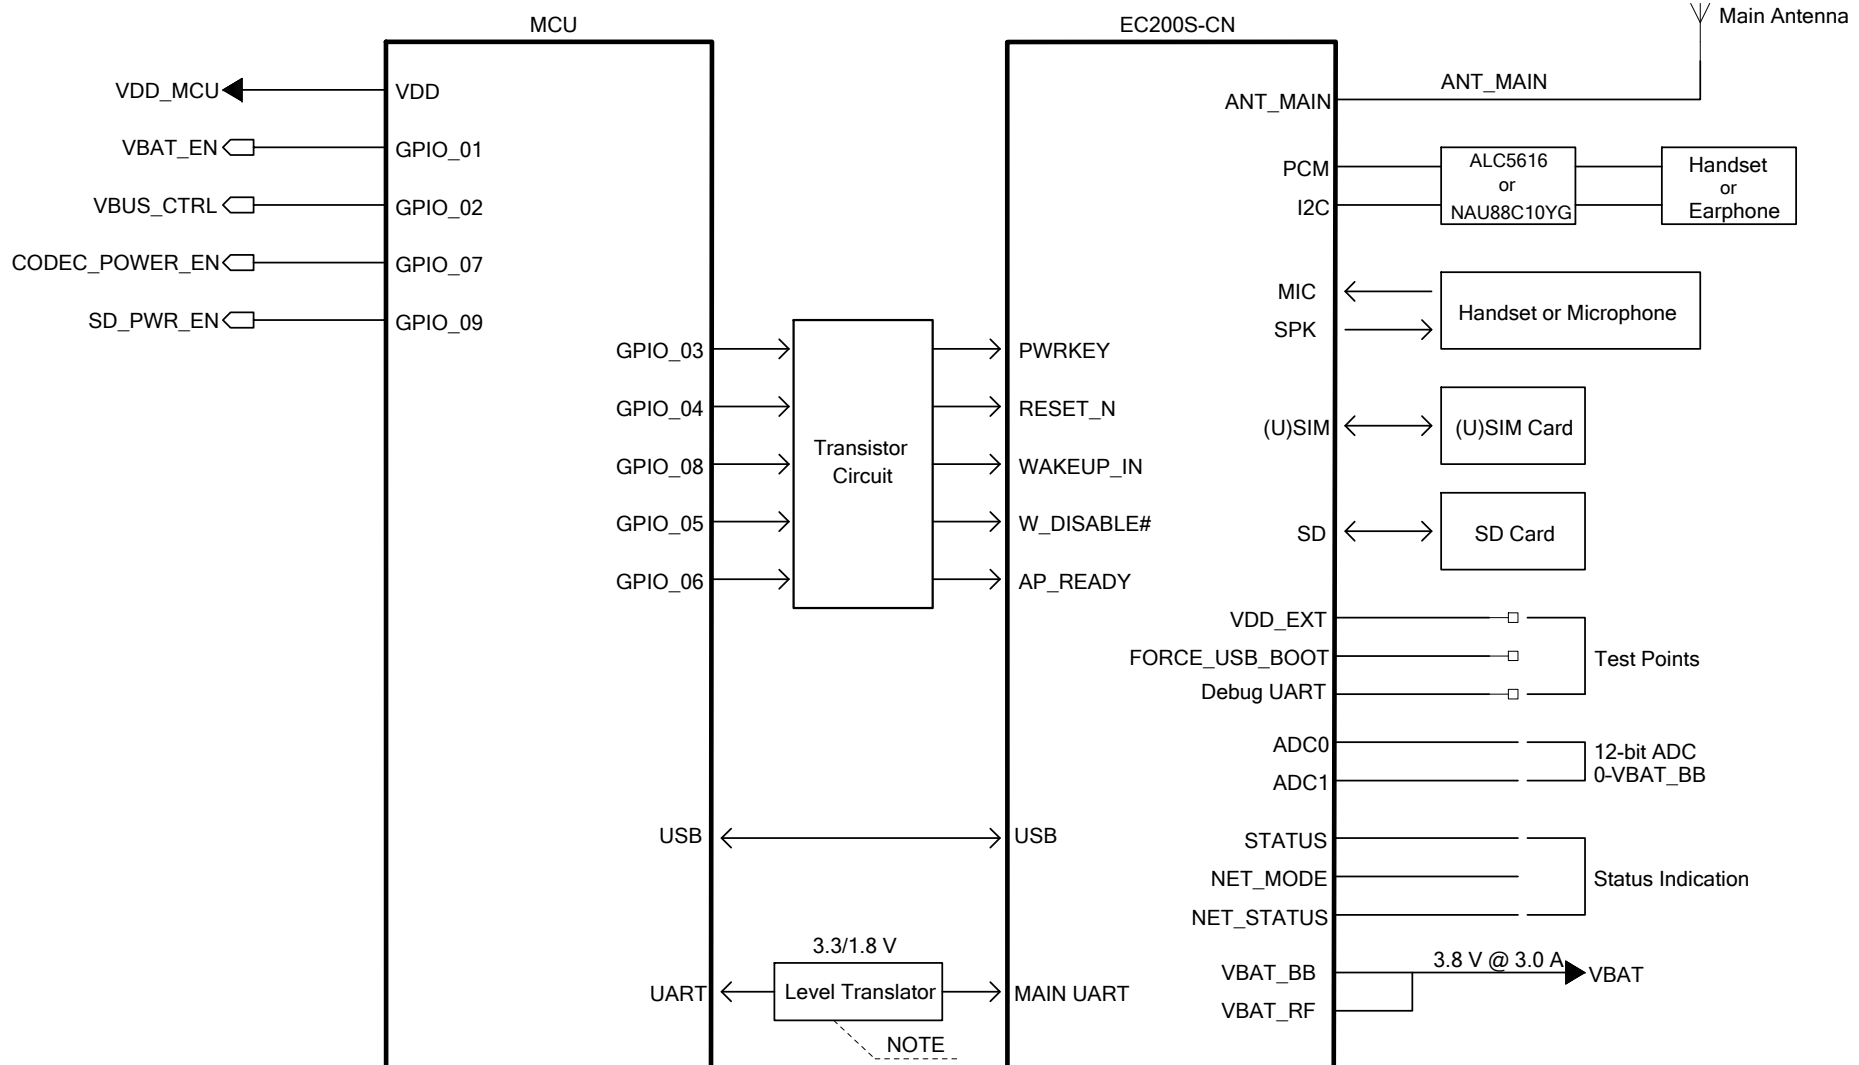 MCU
EC200S-CN
Main Antenna
VDD_MCU
VDD
VBAT_EN
GPIO_01
VBUS_CTRL
GPIO_02
CODEC_POWER_EN
GPIO_07
SD_PWR_EN
GPIO_09
GPIO_03
GPIO_04
GPIO_08
GPIO_05
GPIO_06
Transistor
Circuit
PWRKEY
RESET_N
WAKEUP_IN
W_DISABLE#
AP_READY
USB
USB
3.3/1.8 V
UART
Level Translator
MAIN UART
NOTE
ANT_MAIN
ANT_MAIN
PCM
I2C
ALC5616
or
NAU88C10YG
Handset
or
Earphone
MIC
SPK
Handset or Microphone
(U)SIM
(U)SIM Card
SD
SD Card
VDD_EXT
FORCE_USB_BOOT
Debug UART
Test Points
ADC0
ADC1
12-bit ADC
0-VBAT_BB
STATUS
NET_MODE
NET_STATUS
Status Indication
VBAT_BB
VBAT_RF
3.8 V @ 3.0 A
VBAT